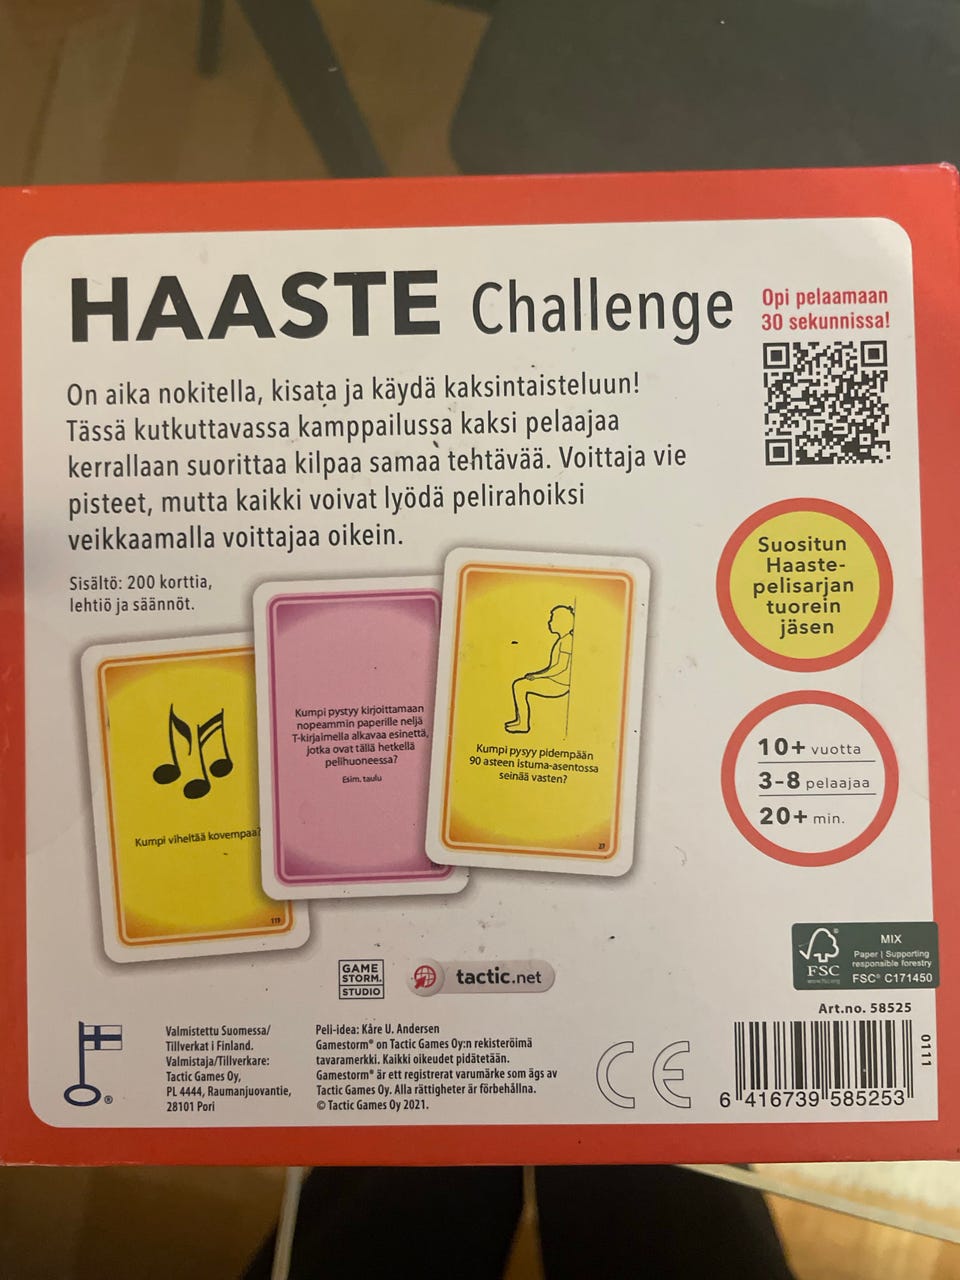 HAASTE Challenge
Opi pelaamaan
30 sekunnissa!
On aika nokitella, kisata ja käydä kaksintaisteluun!
Tässä kutkuttavassa kamppailussa kaksi pelaajaa
kerrallaan suorittaa kilpaa samaa tehtävää. Voittaja vie
pisteet, mutta kaikki voivat lyödä pelirahoiksi
veikkaamalla voittajaa oikein.
Sisältö: 200 korttia,
lehtiö ja säännöt.
Suositun
Haaste-
pelisarjan
tuorein
jäsen
10+ vuotta
3-8 pelaajaa
20+ min.
Kumpi viheltää kovempaa?
119
Kumpi pystyy kirjoittamaan
nopeammin paperille neljä
T-kirjaimella alkavaa esinettä,
jotka ovat tällä hetkellä
pelihuoneessa?
Esim. taulu
Kumpi pysyy pidempään
90 asteen istuma-asentossa
seinää vasten?
27
GAME
STORM.
STUDIO
tactic.net
FSC
www.fsc.org
MIX
Paper | Supporting
responsible forestry
FSC® C171450
Art.no. 58525
0111
6 416739 585253
®
Valmistettu Suomessa/
Tillverkat i Finland.
Valmistaja/Tillverkare:
Tactic Games Oy,
PL 4444, Raumanjuovantie,
28101 Pori
Peli-idea: Kåre U. Andersen
Gamestorm® on Tactic Games Oy:n rekisteröimä
tavaramerkki. Kaikki oikeudet pidätetään.
Gamestorm® är ett registrerat varumärke som ägs av
Tactic Games Oy. Alla rättigheter är förbehållna.
© Tactic Games Oy 2021.
CE